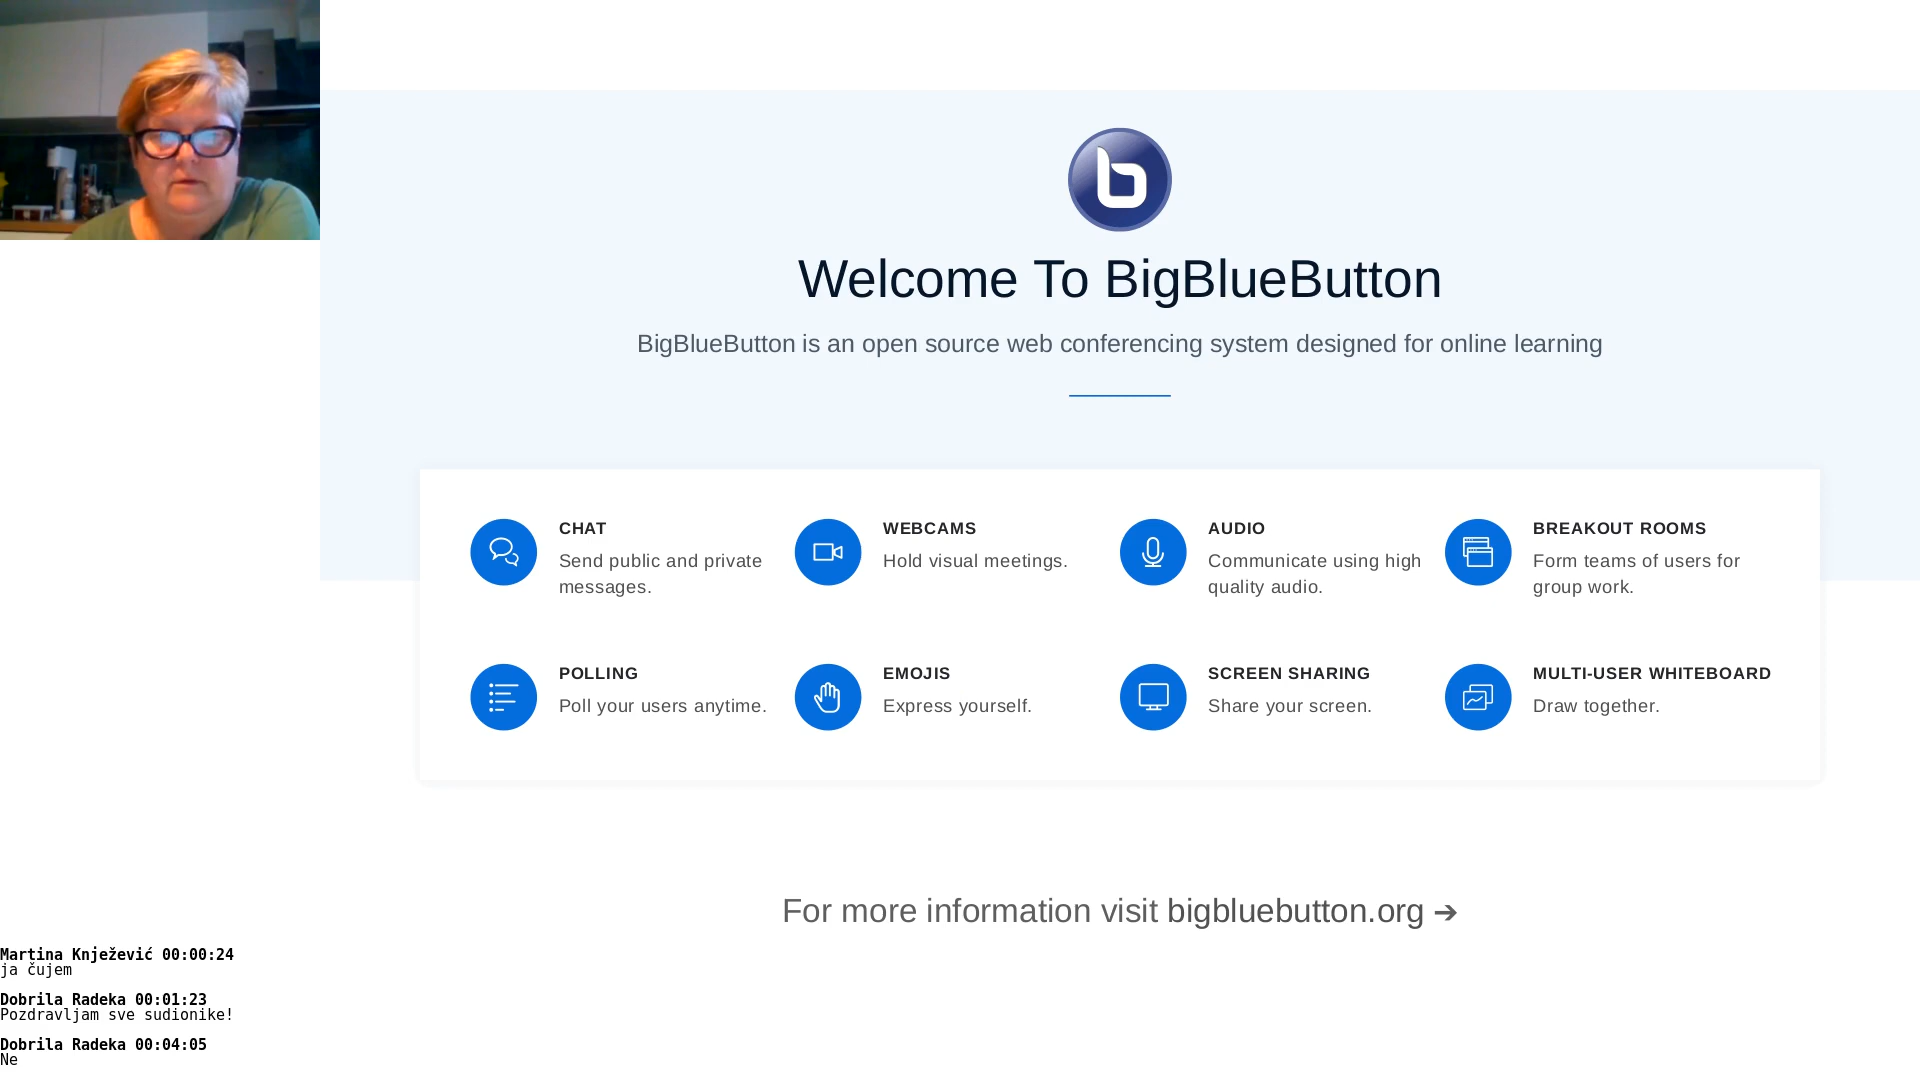 Welcome To BigBlueButton
BigBlueButton is an open source web conferencing system designed for online learning
CHAT
Send public and private
messages.
WEBCAMS
Hold visual meetings.
AUDIO
Communicate using high
quality audio.
BREAKOUT ROOMS
Form teams of users for
group work.
POLLING
Poll your users anytime.
EMOJIS
Express yourself.
SCREEN SHARING
Share your screen.
MULTI-USER WHITEBOARD
Draw together.
For more information visit bigbluebutton.org ➔
Martina Knježević 00:00:24
ja čujem
Dobrila Radeka 00:01:23
Pozdravljam sve sudionike!
Dobrila Radeka 00:04:05
Ne